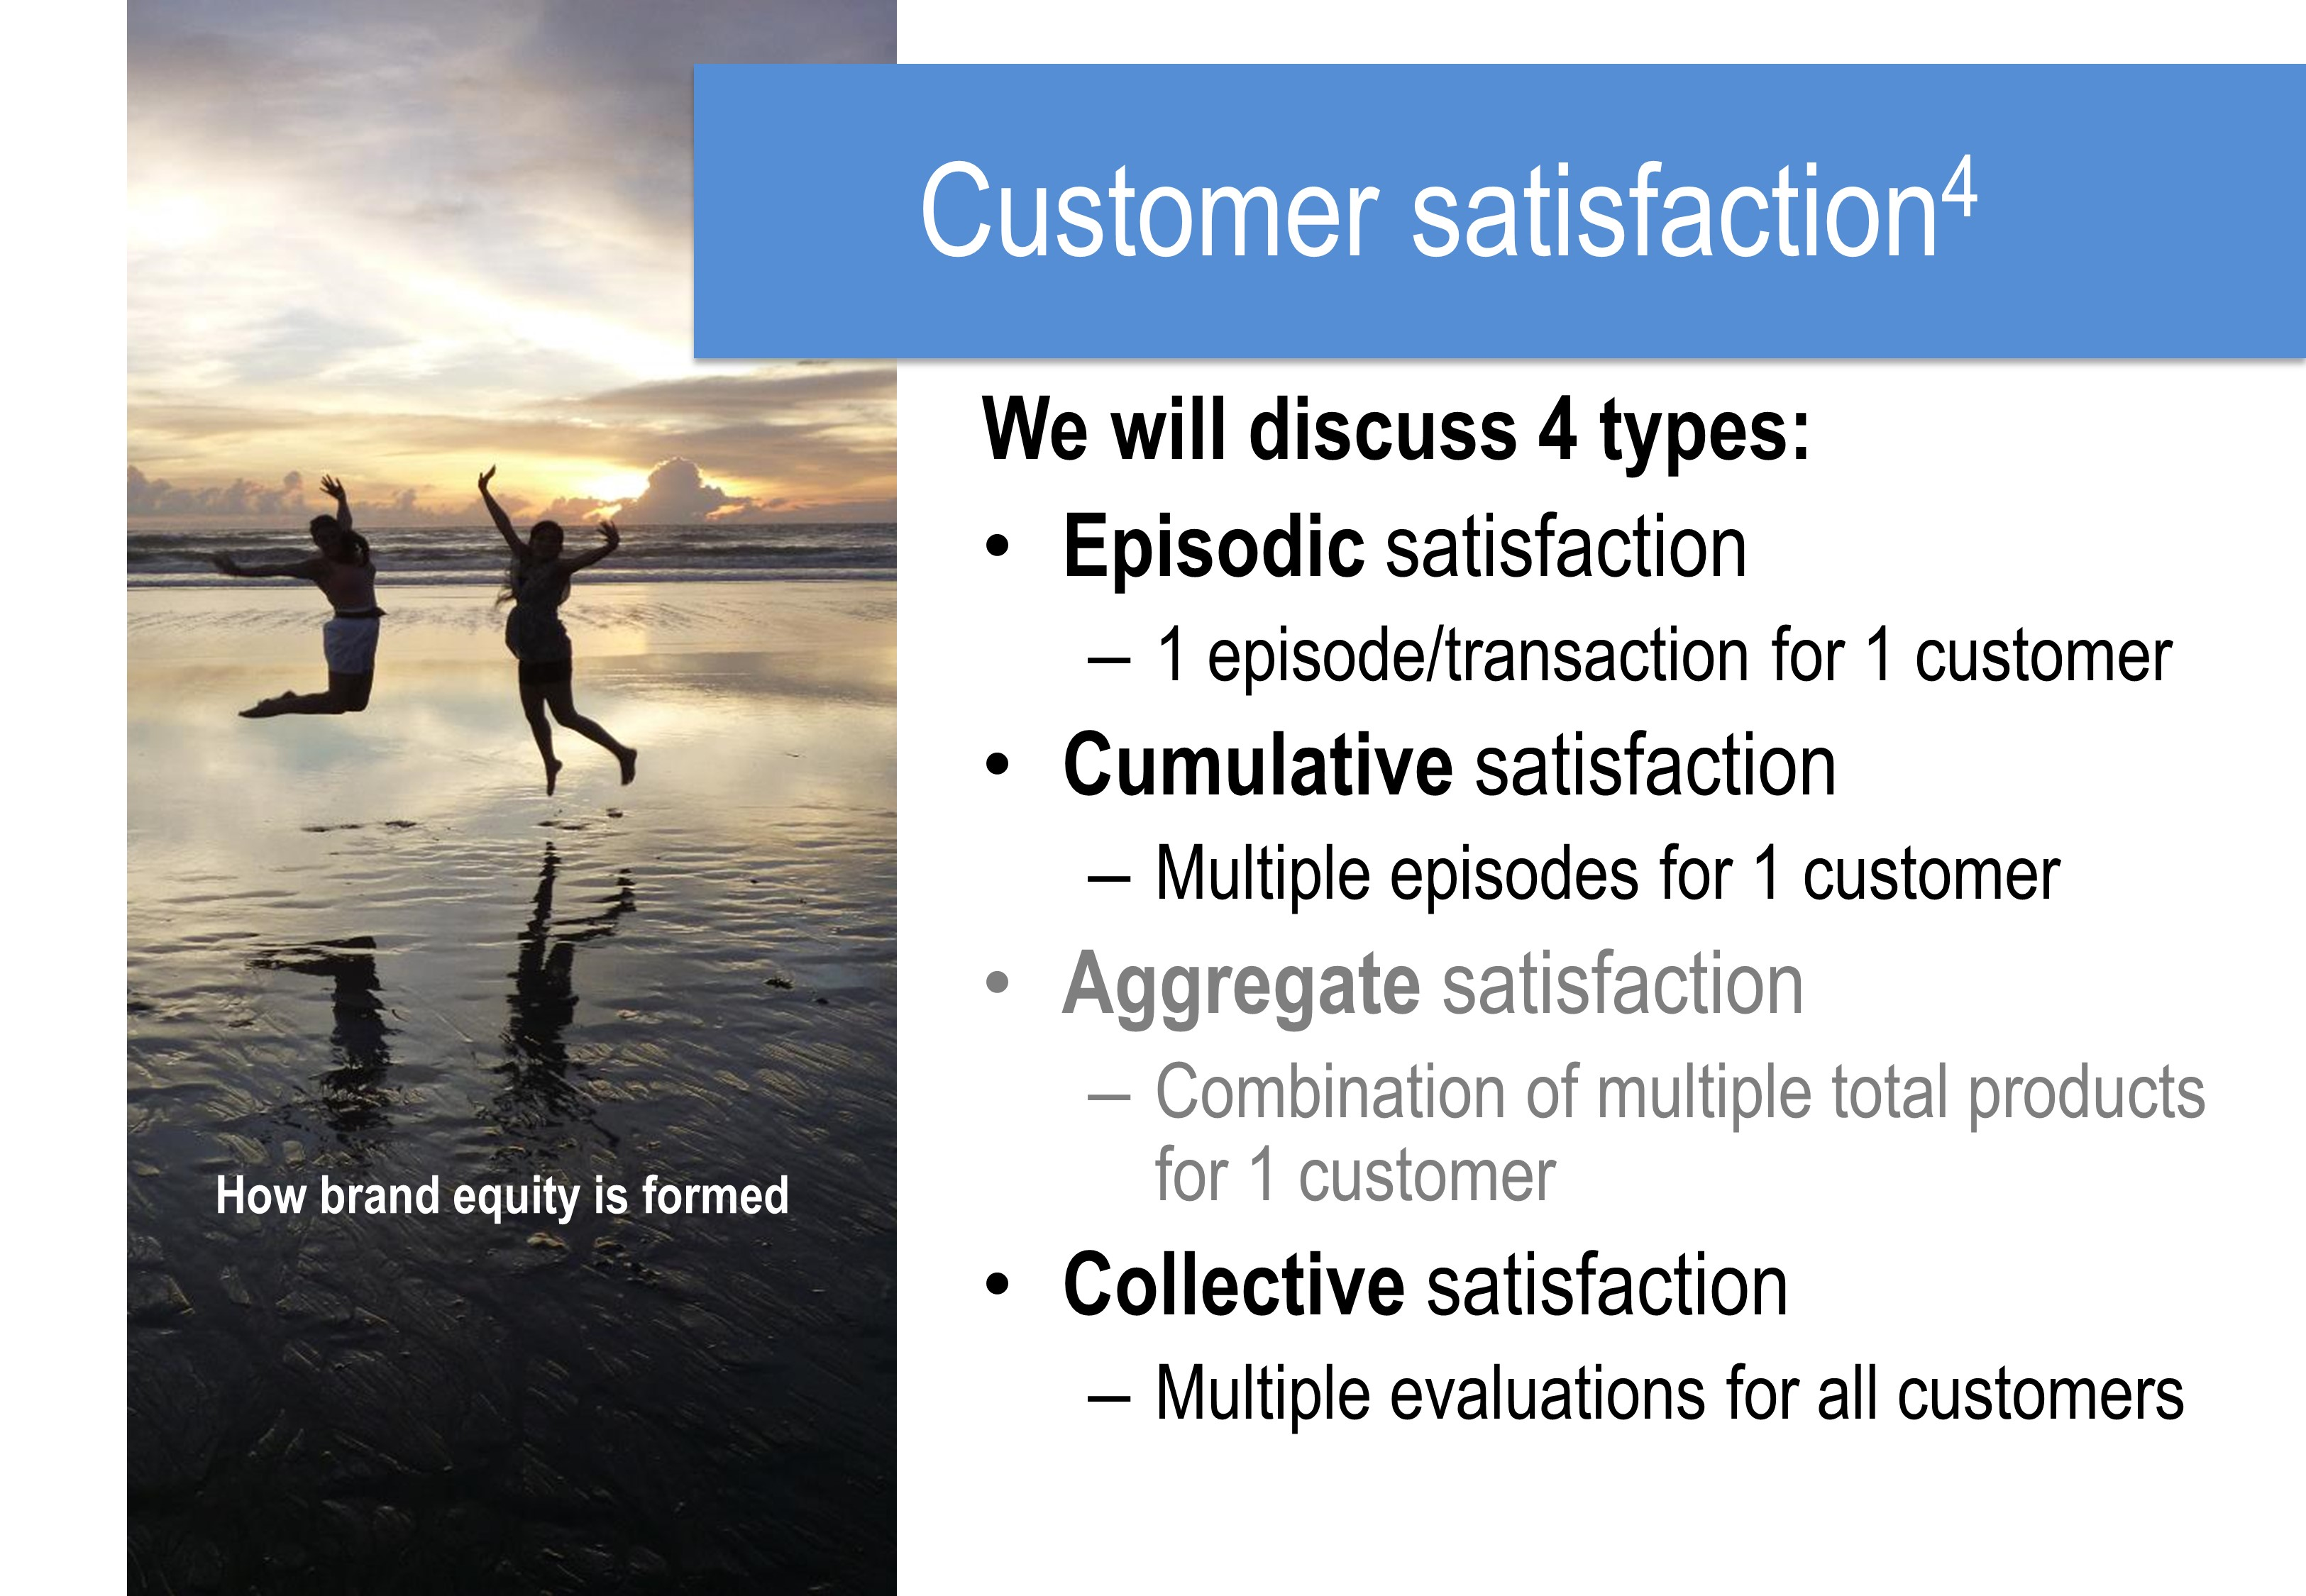 Customer satisfaction⁴
We will discuss 4 types:
• Episodic satisfaction
– 1 episode/transaction for 1 customer
• Cumulative satisfaction
– Multiple episodes for 1 customer
• Aggregate satisfaction
– Combination of multiple total products
for 1 customer
• Collective satisfaction
– Multiple evaluations for all customers
How brand equity is formed